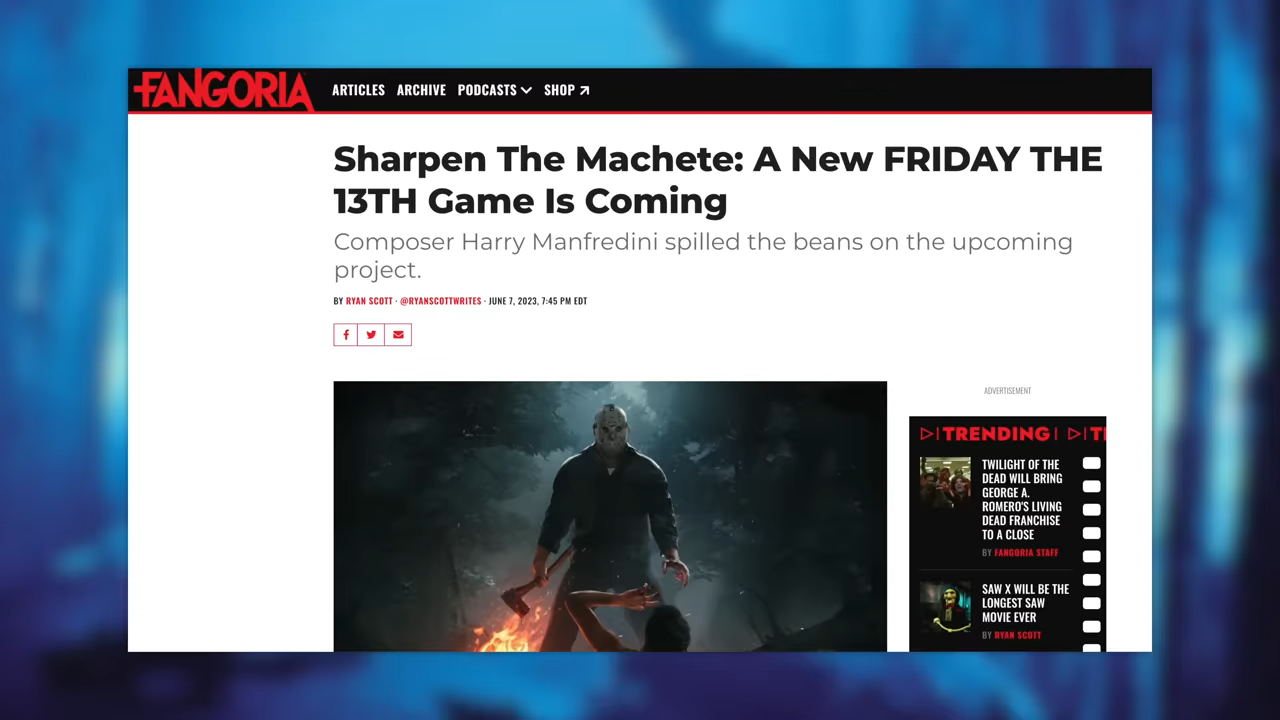 FANGORIA
ARTICLES ARCHIVE PODCASTS SHOP
Sharpen The Machete: A New FRIDAY THE
13TH Game Is Coming
Composer Harry Manfredini spilled the beans on the upcoming
project.
BY RYAN SCOTT · @RYANSCOTTWRITES · JUNE 7, 2023, 7:45 PM EDT
ADVERTISEMENT
TRENDING
TWILIGHT OF THE
DEAD WILL BRING
GEORGE A.
ROMERO'S LIVING
DEAD FRANCHISE
TO A CLOSE
BY FANGORIA STAFF
SAW X WILL BE THE
LONGEST SAW
MOVIE EVER
BY RYAN SCOTT